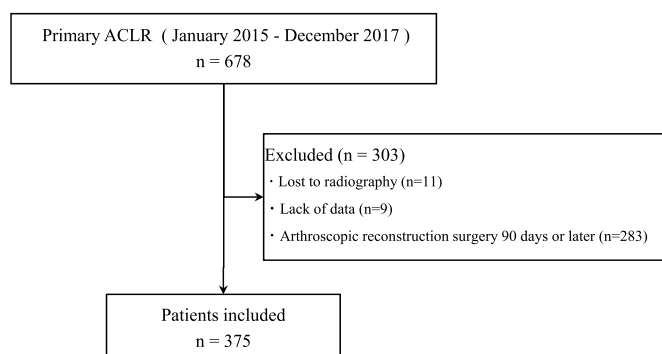 Primary ACLR ( January 2015 - December 2017 )
n = 678
Excluded (n = 303)
・Lost to radiography (n=11)
・Lack of data (n=9)
・Arthroscopic reconstruction surgery 90 days or later (n=283)
Patients included
n = 375